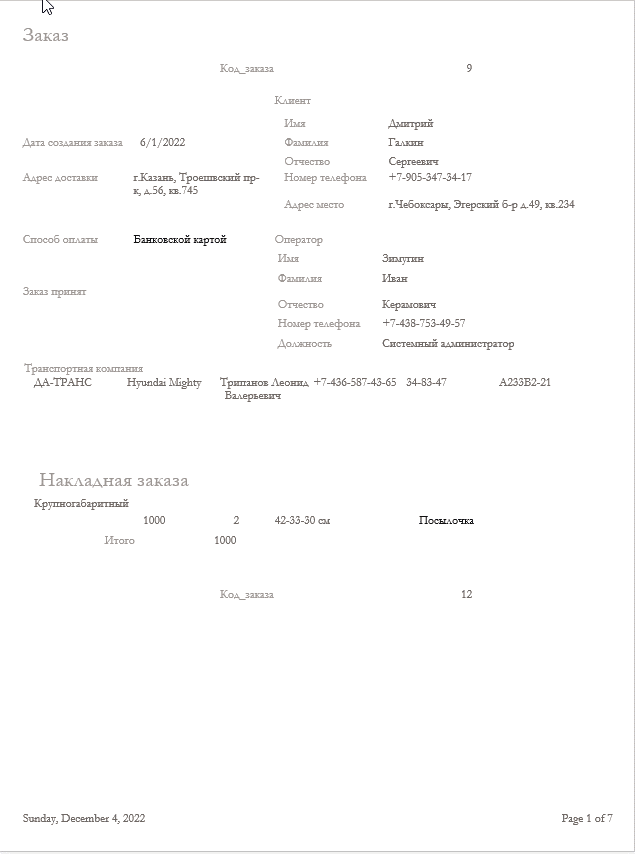 Заказ
Код_заказа 9
Клиент
Имя Дмитрий
Дата создания заказа 6/1/2022 Фамилия Галкин
Отчество Сергеевич
Адрес доставки г.Казань, Троешвский пр- Номер телефона +7-905-347-34-17
к, д.56, кв.745
Адрес место г.Чебоксары, Эгерский б-р д.49, кв.234
Способ оплаты Банковской картой Оператор
Имя Зимугин
Фамилия Иван
Заказ принят
Отчество Керамович
Номер телефона +7-438-753-49-57
Должность Системный администратор
Транспортная компания
ДА-ТРАНС Hyundai Mighty Трипанов Леонид +7-436-587-43-65 34-83-47 А233В2-21
Валерьевич
Накладная заказа
Крупногабаритный
1000 2 42-33-30 см Посылочка
Итого 1000
Код_заказа 12
Sunday, December 4, 2022 Page 1 of 7